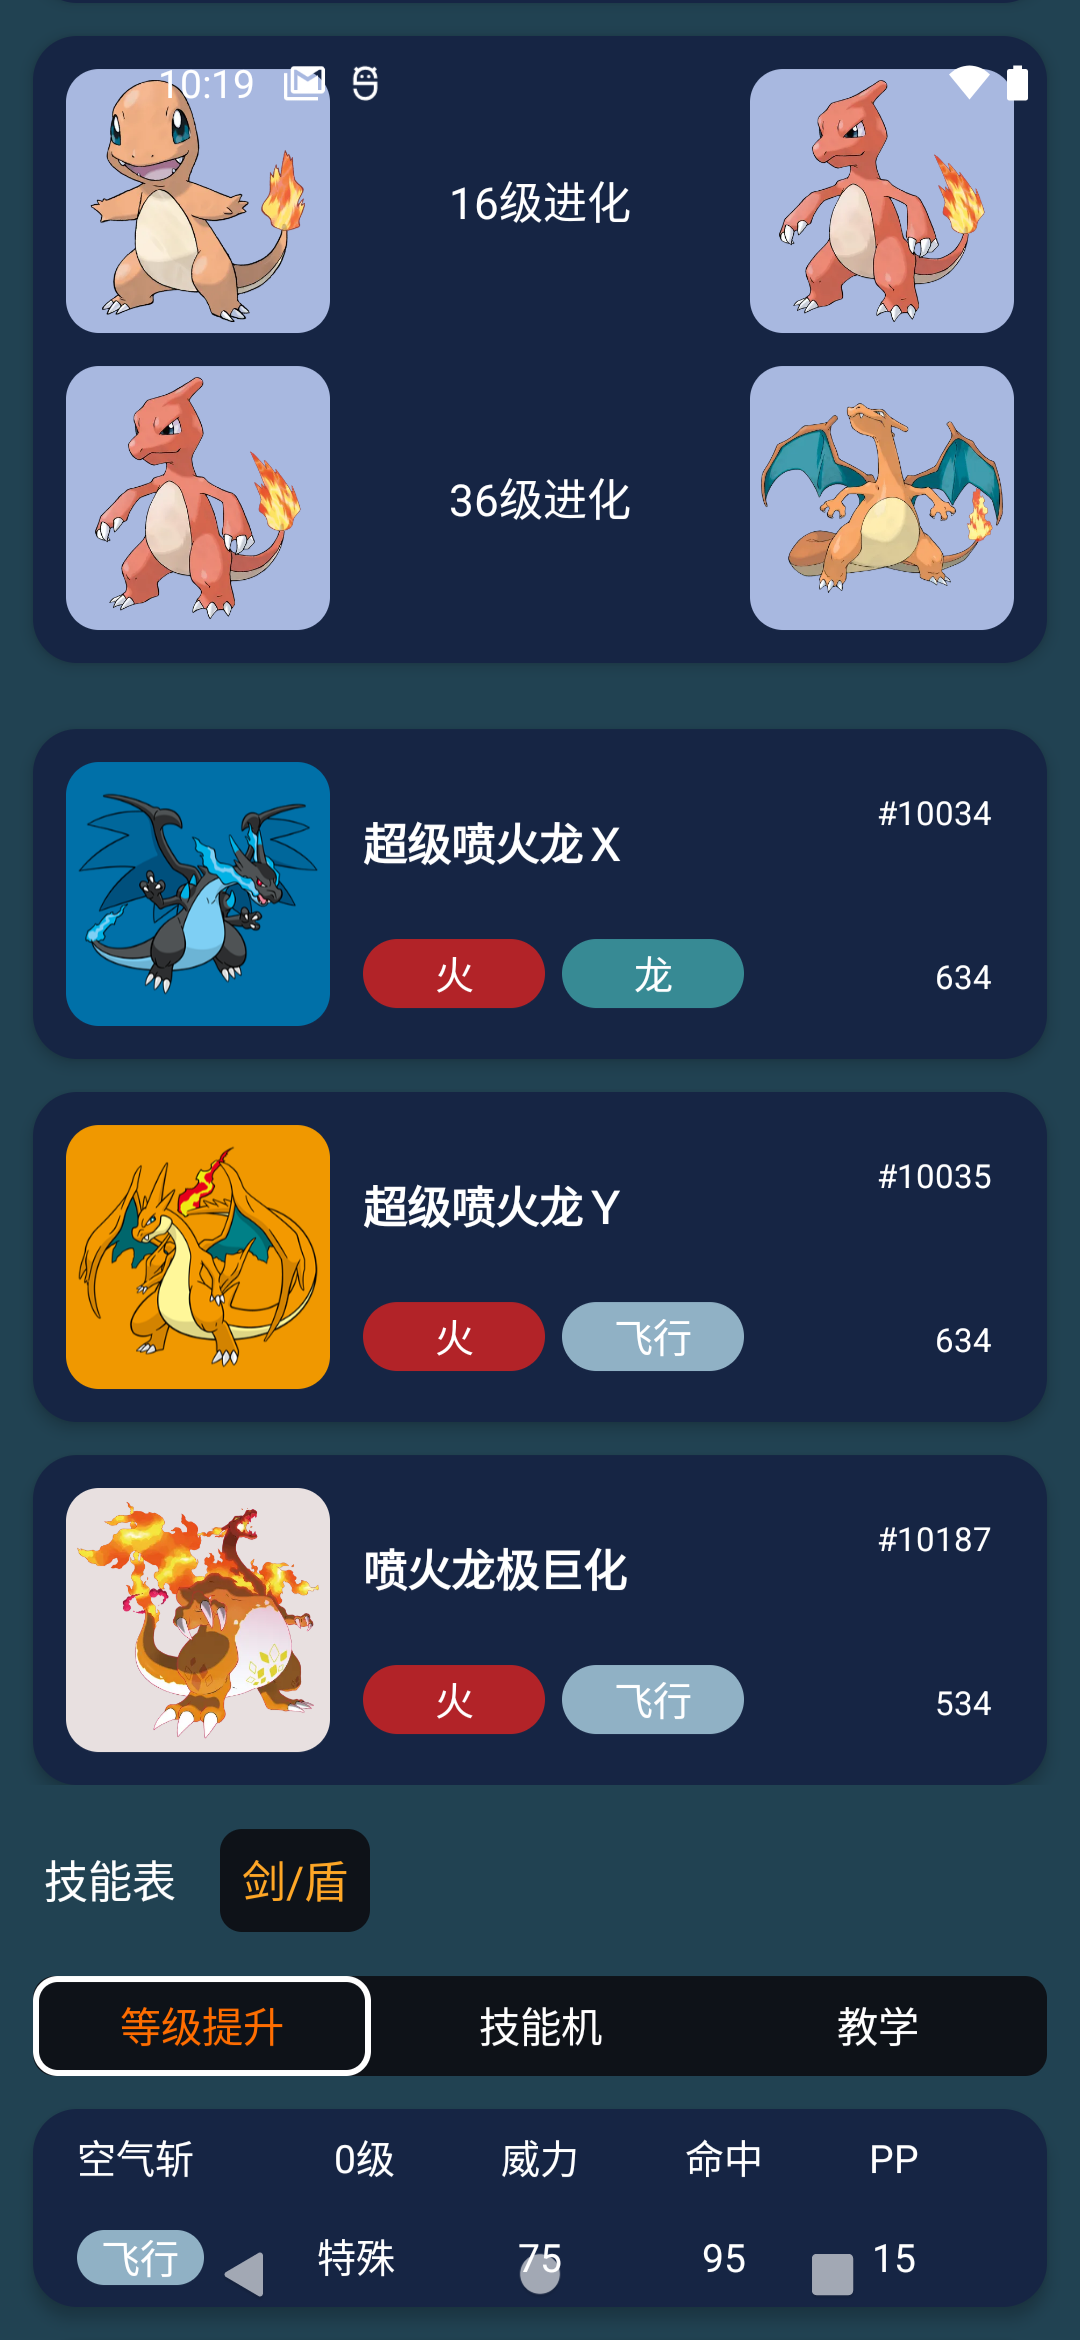 10:19
16级进化
36级进化
超级喷火龙X
#10034
火 龙
634
超级喷火龙Y
#10035
火 飞行
634
喷火龙极巨化
#10187
火 飞行
534
技能表 剑/盾
等级提升 技能机 教学
空气斩 0级 威力 命中 PP
飞行 特殊 75 95 15